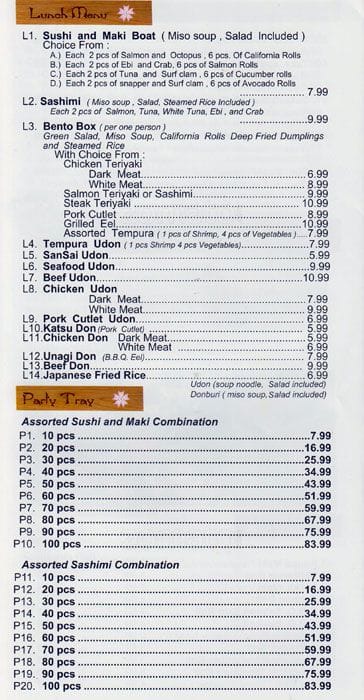 Lunch Menu
L1. Sushi and Maki Boat ( Miso soup , Salad Included )
Choice From :
A.) Each 2 pcs of Salmon and Octopus , 6 pcs. Of California Rolls
B.) Each 2 pcs of Ebi and Crab, 6 pcs of Salmon Rolls
C.) Each 2 pcs of Tuna and Surf clam , 6 pcs of Cucumber rolls
D.) Each 2 pcs of snapper and Surf clam , 6 pcs of Avocado Rolls
7.99
L2. Sashimi ( Miso soup , Salad, Steamed Rice Included )
Each 2 pcs of Salmon, Tuna, White Tuna, Ebi , and Crab
9.99
L3. Bento Box ( per one person )
Green Salad, Miso Soup, California Rolls Deep Fried Dumplings
and Steamed Rice
With Choice From :
Chicken Teriyaki
Dark Meat 6.99
White Meat 8.99
Salmon Teriyaki or Sashimi 9.99
Steak Teriyaki 10.99
Pork Cutlet 8.99
Grilled Eel 10.99
Assorted Tempura ( 1 pcs of Shrimp, 4 pcs of Vegetables ) 7.99
L4. Tempura Udon ( 1 pcs Shrimp 4 pcs Vegetables) 7.99
L5. SanSai Udon 5.99
L6. Seafood Udon 9.99
L7. Beef Udon 10.99
L8. Chicken Udon
Dark Meat 7.99
White Meat 9.99
L9. Pork Cutlet Udon 6.99
L10. Katsu Don (Pork Cutlet) 5.99
L11. Chicken Don Dark Meat 5.99
White Meat 6.99
L12. Unagi Don (B.B.Q. Eel) 7.99
L13. Beef Don 9.99
L14. Japanese Fried Rice 6.99
Udon (soup noodle, Salad included)
Donburi ( miso soup, Salad included)
Party Tray
Assorted Sushi and Maki Combination
P1. 10 pcs 7.99
P2. 20 pcs 16.99
P3. 30 pcs 25.99
P4. 40 pcs 34.99
P5. 50 pcs 43.99
P6. 60 pcs 51.99
P7. 70 pcs 59.99
P8. 80 pcs 67.99
P9. 90 pcs 75.99
P10. 100 pcs 83.99
Assorted Sashimi Combination
P11. 10 pcs 7.99
P12. 20 pcs 16.99
P13. 30 pcs 25.99
P14. 40 pcs 34.99
P15. 50 pcs 43.99
P16. 60 pcs 51.99
P17. 70 pcs 59.99
P18. 80 pcs 67.99
P19. 90 pcs 75.99
P20. 100 pcs 83.99